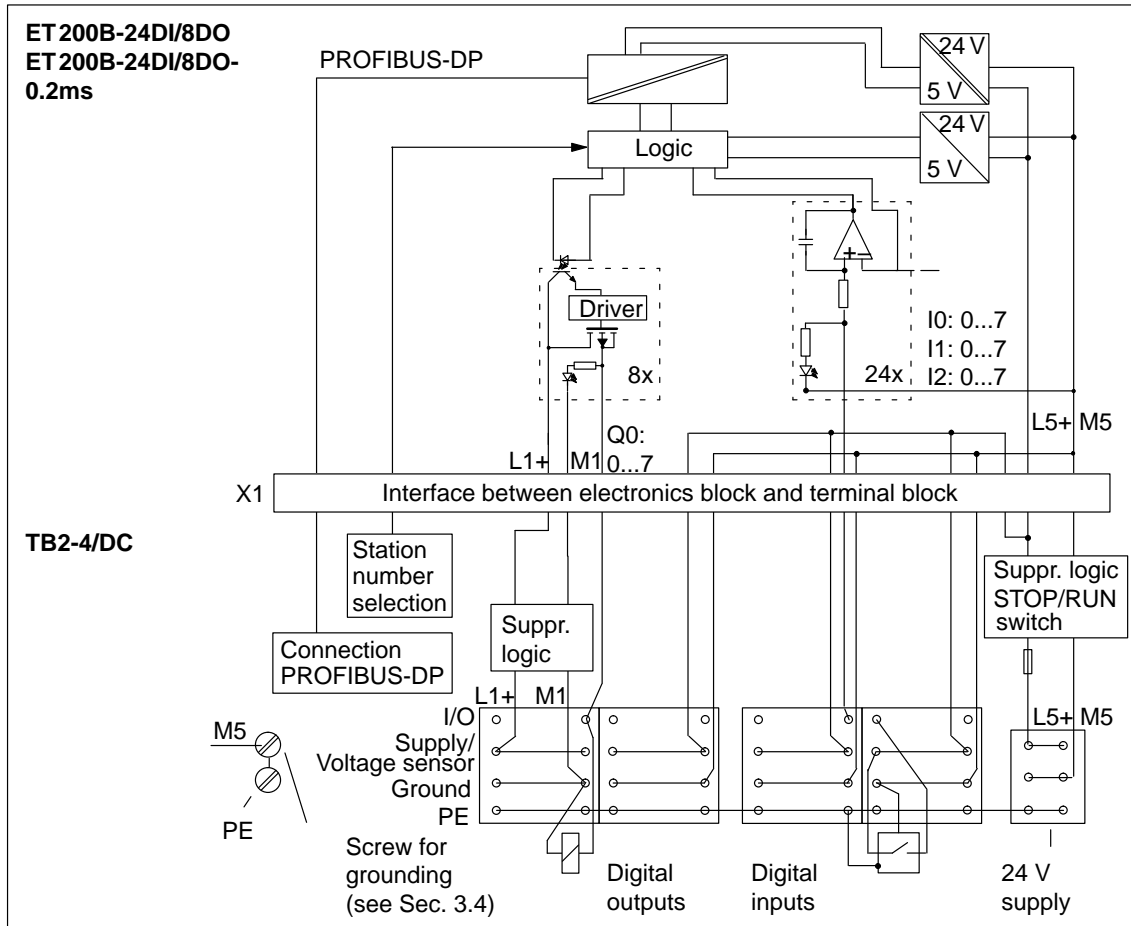 ET 200B-24DI/8DO
ET 200B-24DI/8DO-
0.2ms
PROFIBUS-DP
24 V
5 V
24 V
5 V
Logic
+ −
Driver
8x
24x
I0: 0...7
I1: 0...7
I2: 0...7
L5+ M5
Q0:
L1+ M1 0...7
X1
Interface between electronics block and terminal block
TB2-4/DC
Station
number
selection
Suppr. logic
STOP/RUN
switch
Suppr.
logic
Connection
PROFIBUS-DP
L1+ M1
L5+ M5
I/O
Supply/
Voltage sensor
Ground
PE
M5
PE
Screw for
grounding
(see Sec. 3.4)
Digital
outputs
Digital
inputs
24 V
supply